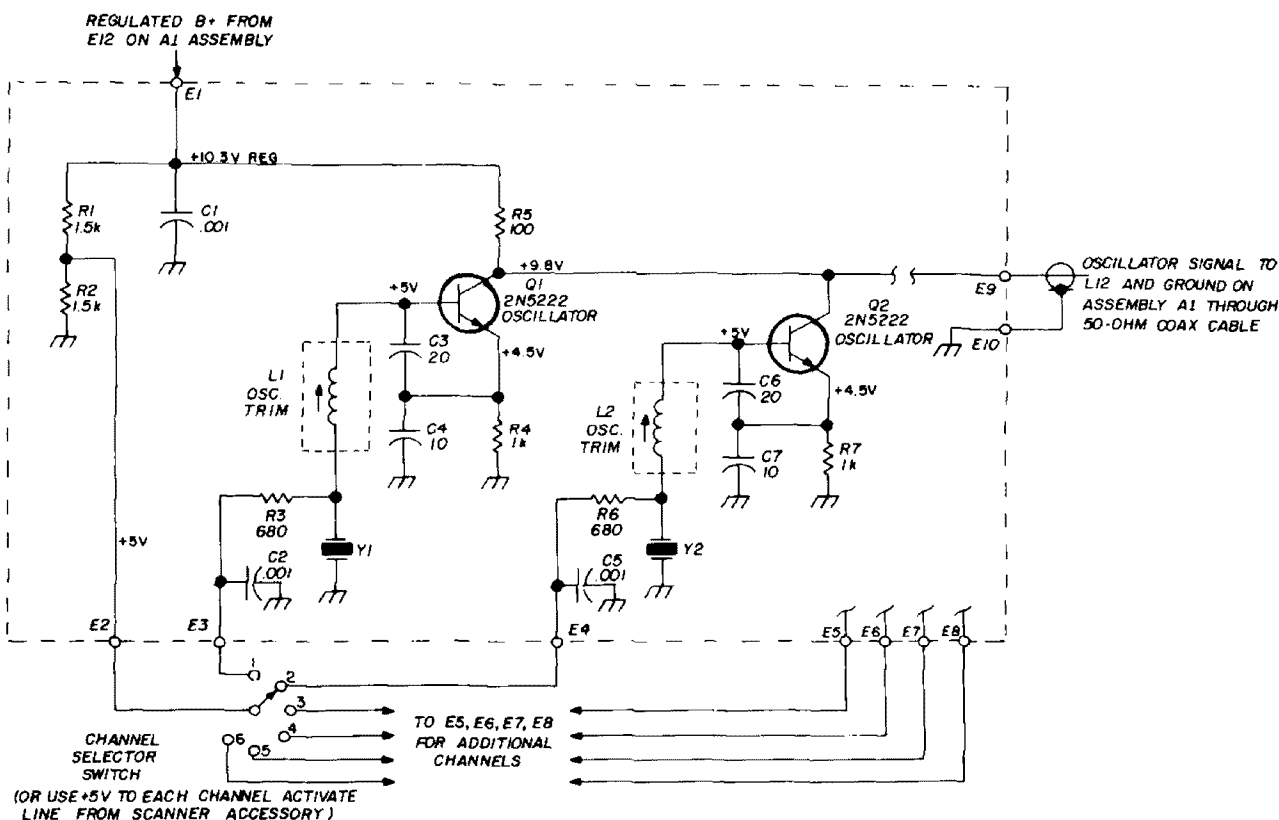 REGULATED B+ FROM
E12 ON A1 ASSEMBLY
E1
+10.3V REG
R1
1.5k
C1
.001
R5
100
R2
1.5k
+9.8V
Q1
2N5222
OSCILLATOR
+5V
C3
20
+4.5V
L1
OSC.
TRIM
C4
10
R4
1k
Q2
2N5222
OSCILLATOR
+5V
C6
20
+4.5V
L2
OSC.
TRIM
C7
10
R7
1k
E9
OSCILLATOR SIGNAL TO
L12 AND GROUND ON
ASSEMBLY A1 THROUGH
50-OHM COAX CABLE
E10
R3
680
Y1
C2
.001
R6
680
Y2
C5
.001
+5V
E2
E3
E4
E5
E6
E7
E8
1
2
3
4
5
6
TO E5, E6, E7, E8
FOR ADDITIONAL
CHANNELS
CHANNEL
SELECTOR
SWITCH
(OR USE +5V TO EACH CHANNEL ACTIVATE
LINE FROM SCANNER ACCESSORY)